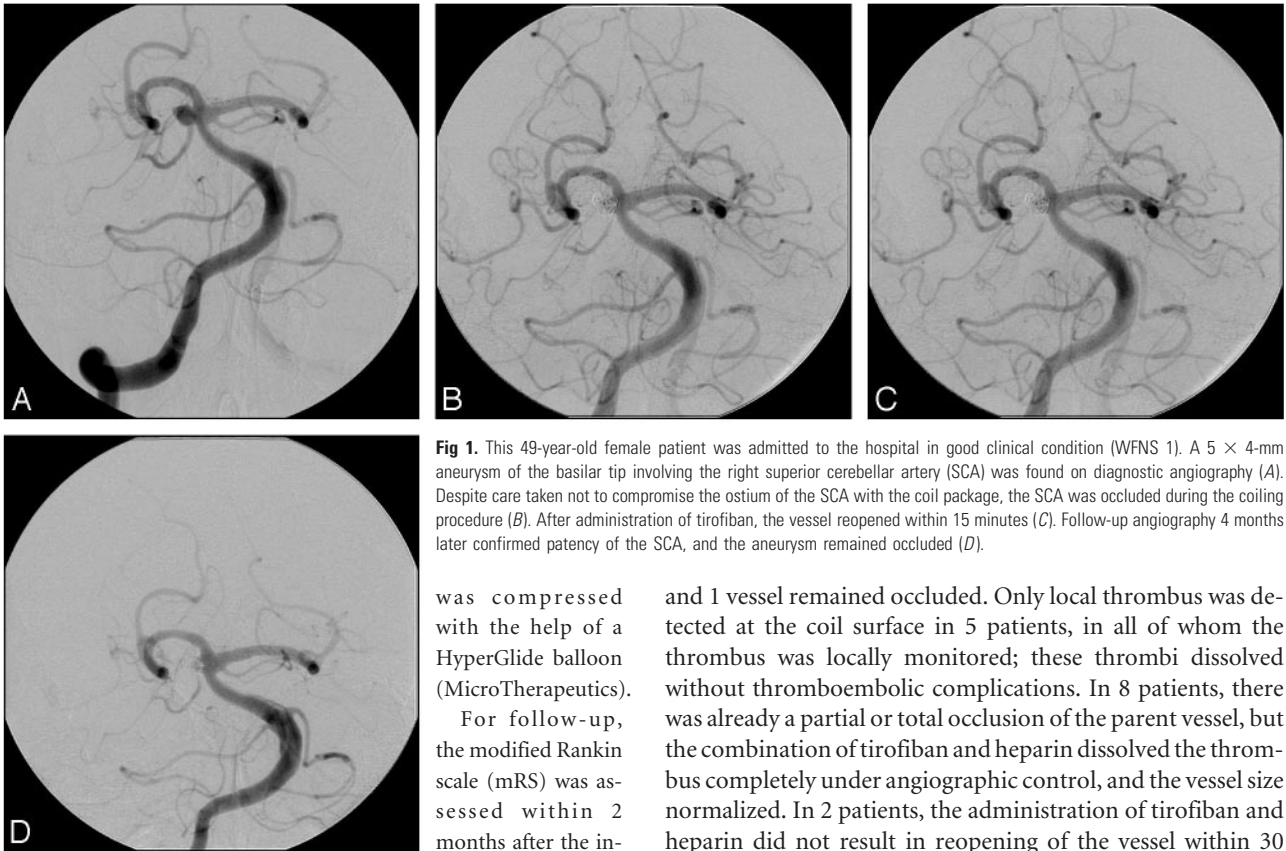 A
B
C
D
Fig 1. This 49-year-old female patient was admitted to the hospital in good clinical condition (WFNS 1). A 5 × 4-mm
aneurysm of the basilar tip involving the right superior cerebellar artery (SCA) was found on diagnostic angiography (A).
Despite care taken not to compromise the ostium of the SCA with the coil package, the SCA was occluded during the coiling
procedure (B). After administration of tirofiban, the vessel reopened within 15 minutes (C). Follow-up angiography 4 months
later confirmed patency of the SCA, and the aneurysm remained occluded (D).
was compressed
with the help of a
HyperGlide balloon
(MicroTherapeutics).
For follow-up,
the modified Rankin
scale (mRS) was as-
sessed within 2
months after the in-
and 1 vessel remained occluded. Only local thrombus was de-
tected at the coil surface in 5 patients, in all of whom the
thrombus was locally monitored; these thrombi dissolved
without thromboembolic complications. In 8 patients, there
was already a partial or total occlusion of the parent vessel, but
the combination of tirofiban and heparin dissolved the throm-
bus completely under angiographic control, and the vessel size
normalized. In 2 patients, the administration of tirofiban and
heparin did not result in reopening of the vessel within 30